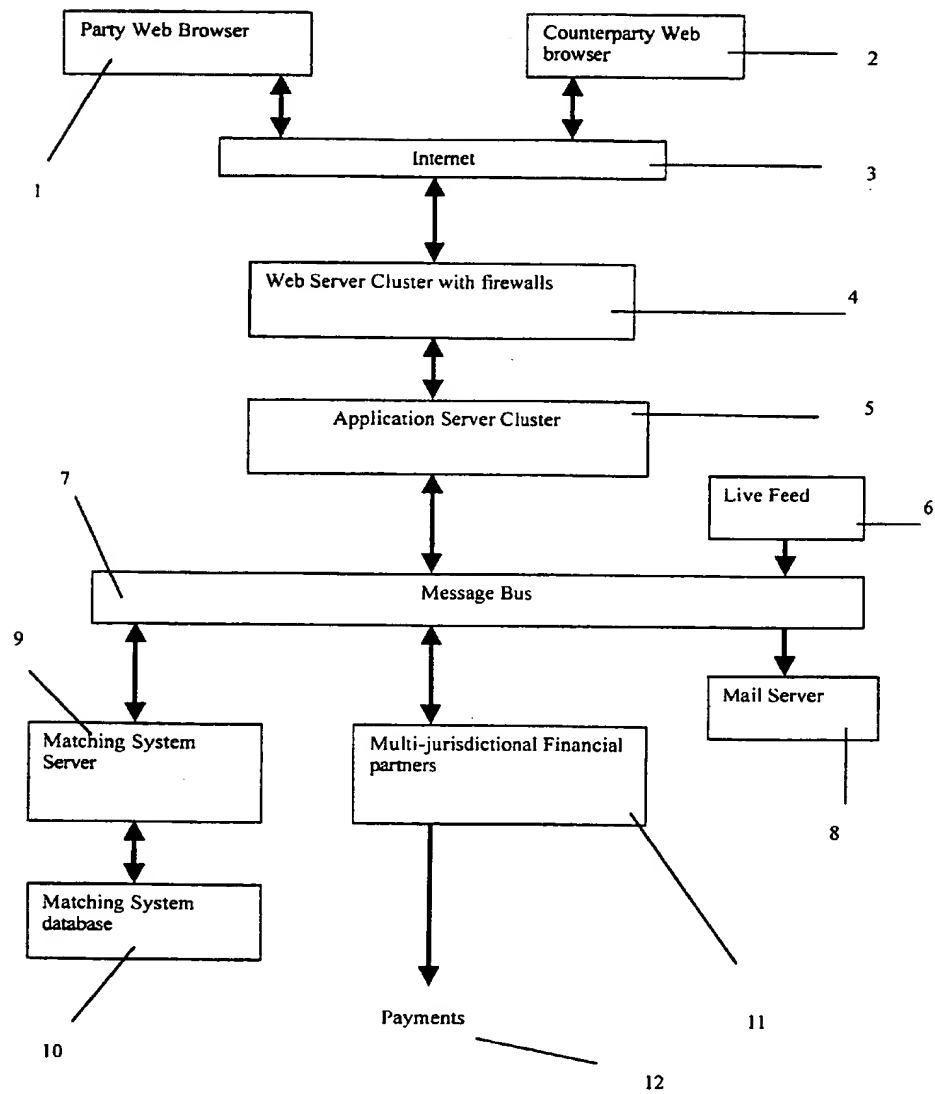 Party Web Browser
Counterparty Web
browser
2
Internet
3
1
Web Server Cluster with firewalls
4
Application Server Cluster
5
7
Live Feed
6
Message Bus
9
Mail Server
Matching System
Server
Multi-jurisdictional Financial
partners
8
Matching System
database
Payments
11
10
12